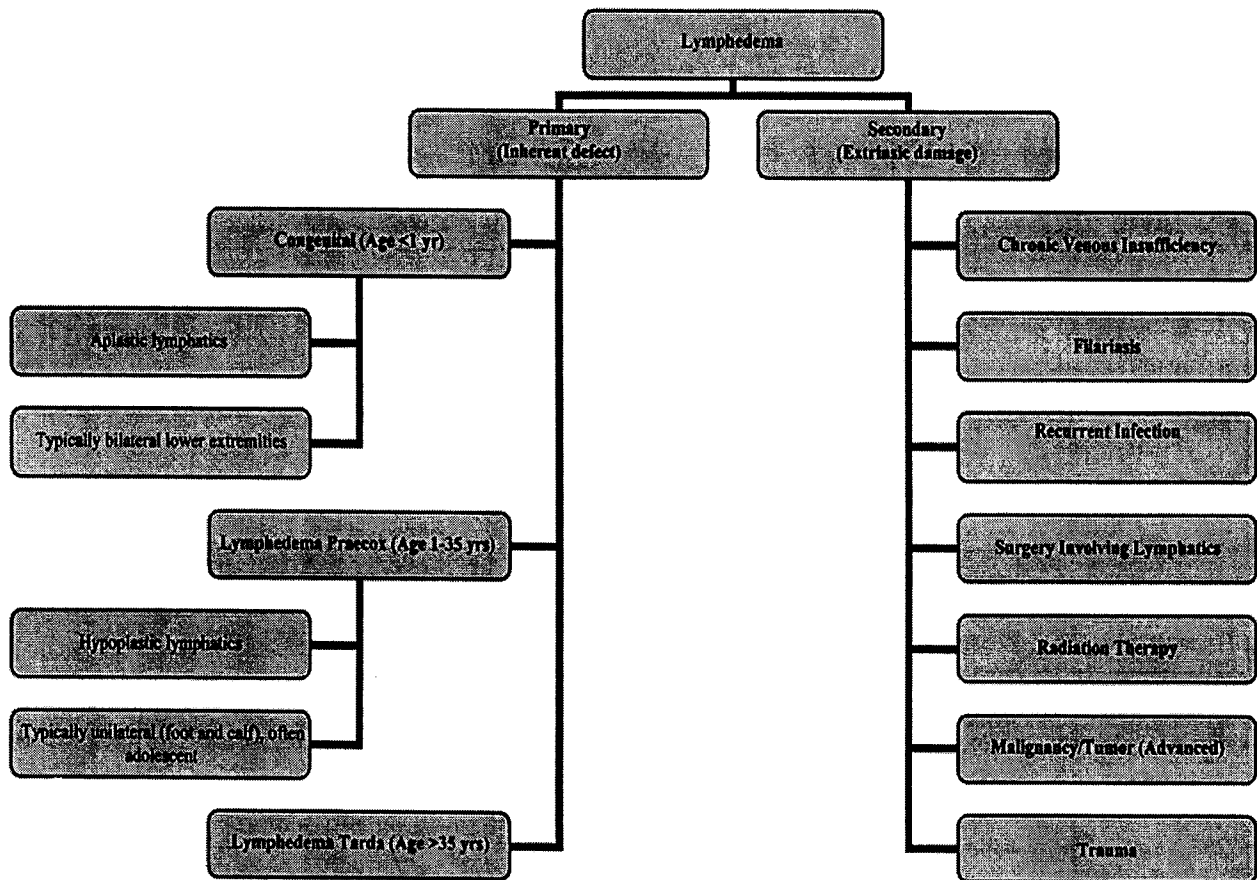 Lymphedema
Primary
(Inherent defect)
Secondary
(Extrinsic damage)
Congenital (Age <1 yr)
Aplastic lymphatics
Typically bilateral lower extremities
Lymphedema Praecox (Age 1-35 yrs)
Hypoplastic lymphatics
Typically unilateral (foot and calf), often
adolescent
Lymphedema Tarda (Age >35 yrs)
Chronic Venous Insufficiency
Filariasis
Recurrent Infection
Surgery Involving Lymphatics
Radiation Therapy
Malignancy/Tumor (Advanced)
Trauma